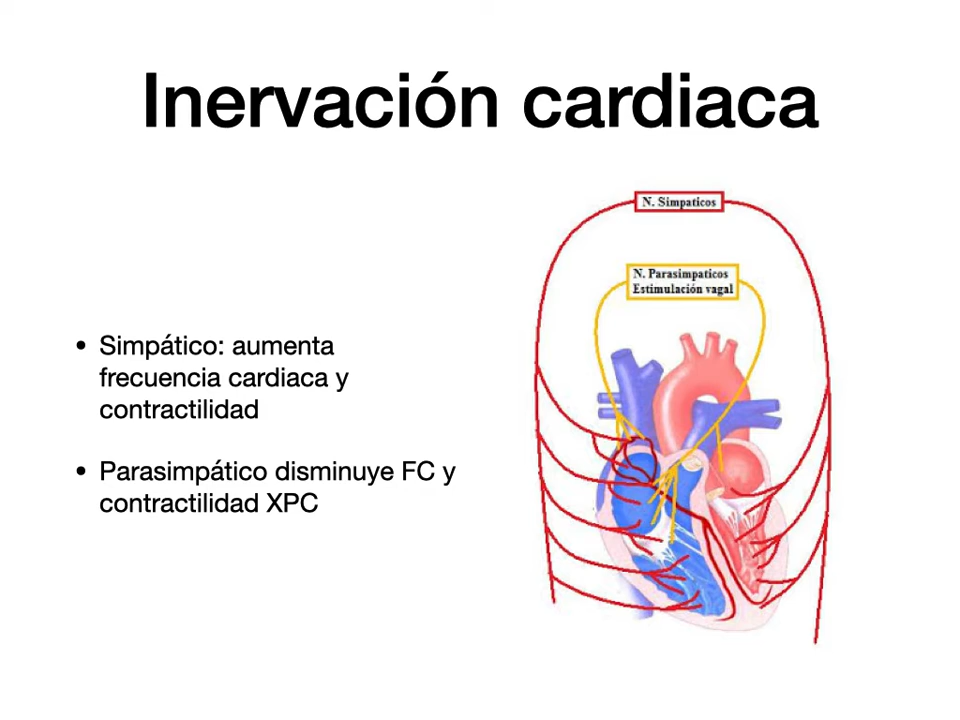 Inervación cardiaca
N. Simpaticos
N. Parasimpaticos
Estimulación vagal
• Simpático: aumenta
frecuencia cardiaca y
contractilidad
• Parasimpático disminuye FC y
contractilidad XPC